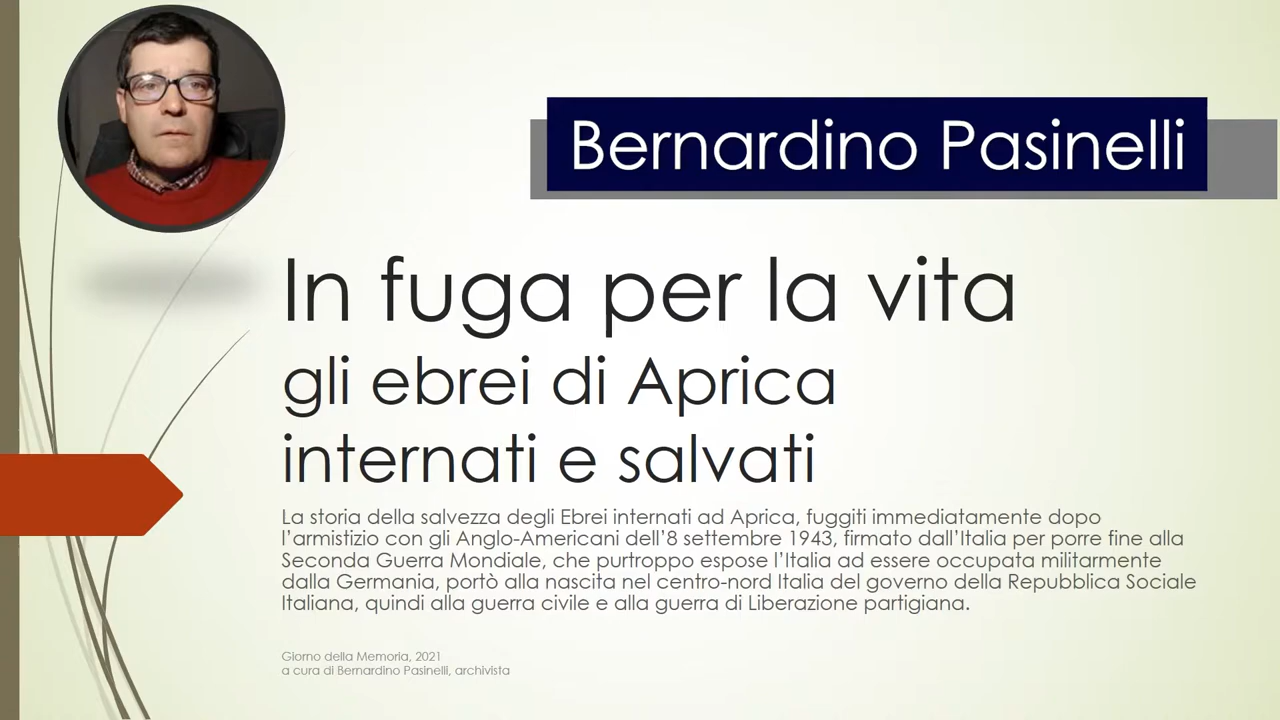 Bernardino Pasinelli
In fuga per la vita
gli ebrei di Aprica
internati e salvati
La storia della salvezza degli Ebrei internati ad Aprica, fuggiti immediatamente dopo
l'armistizio con gli Anglo-Americani dell'8 settembre 1943, firmato dall'Italia per porre fine alla
Seconda Guerra Mondiale, che purtroppo espose l'Italia ad essere occupata militarmente
dalla Germania, portò alla nascita nel centro-nord Italia del governo della Repubblica Sociale
Italiana, quindi alla guerra civile e alla guerra di Liberazione partigiana.
Giorno della Memoria, 2021
a cura di Bernardino Pasinelli, archivista